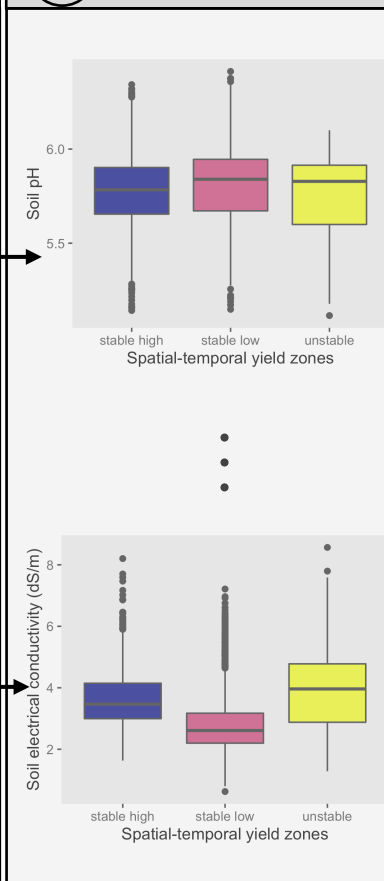 Soil pH
6.0
5.5
stable high stable low unstable
Spatial-temporal yield zones
Soil electrical conductivity (dS/m)
8
6
4
2
stable high stable low unstable
Spatial-temporal yield zones